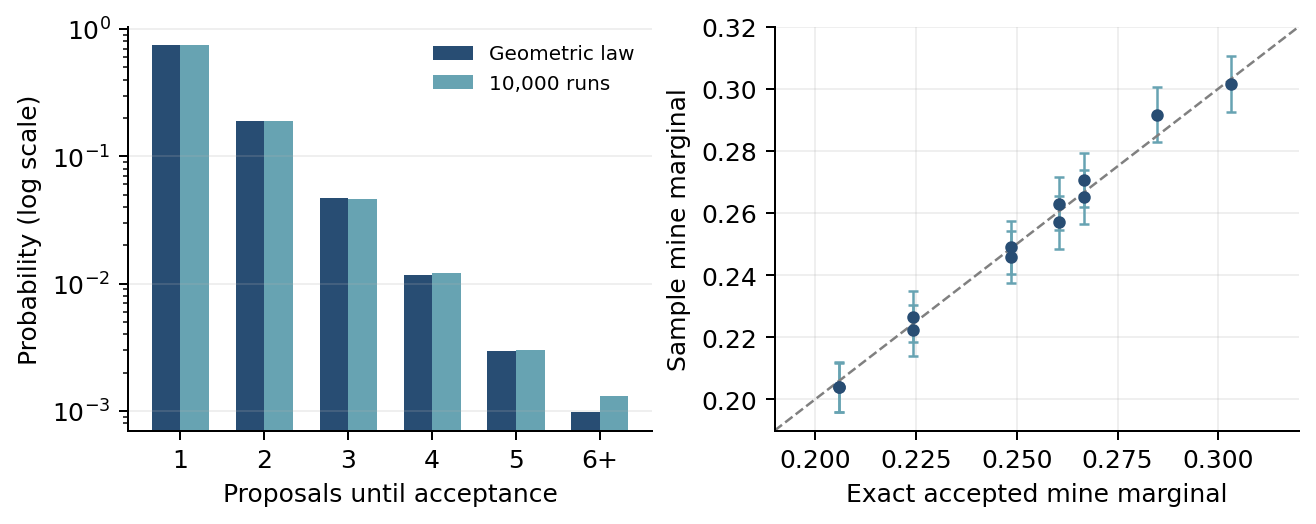 Probability (log scale)
10⁰
10⁻¹
10⁻²
10⁻³
Geometric law
10,000 runs
1 2 3 4 5 6+
Proposals until acceptance
Sample mine marginal
0.32
0.30
0.28
0.26
0.24
0.22
0.20
0.200 0.225 0.250 0.275 0.300
Exact accepted mine marginal